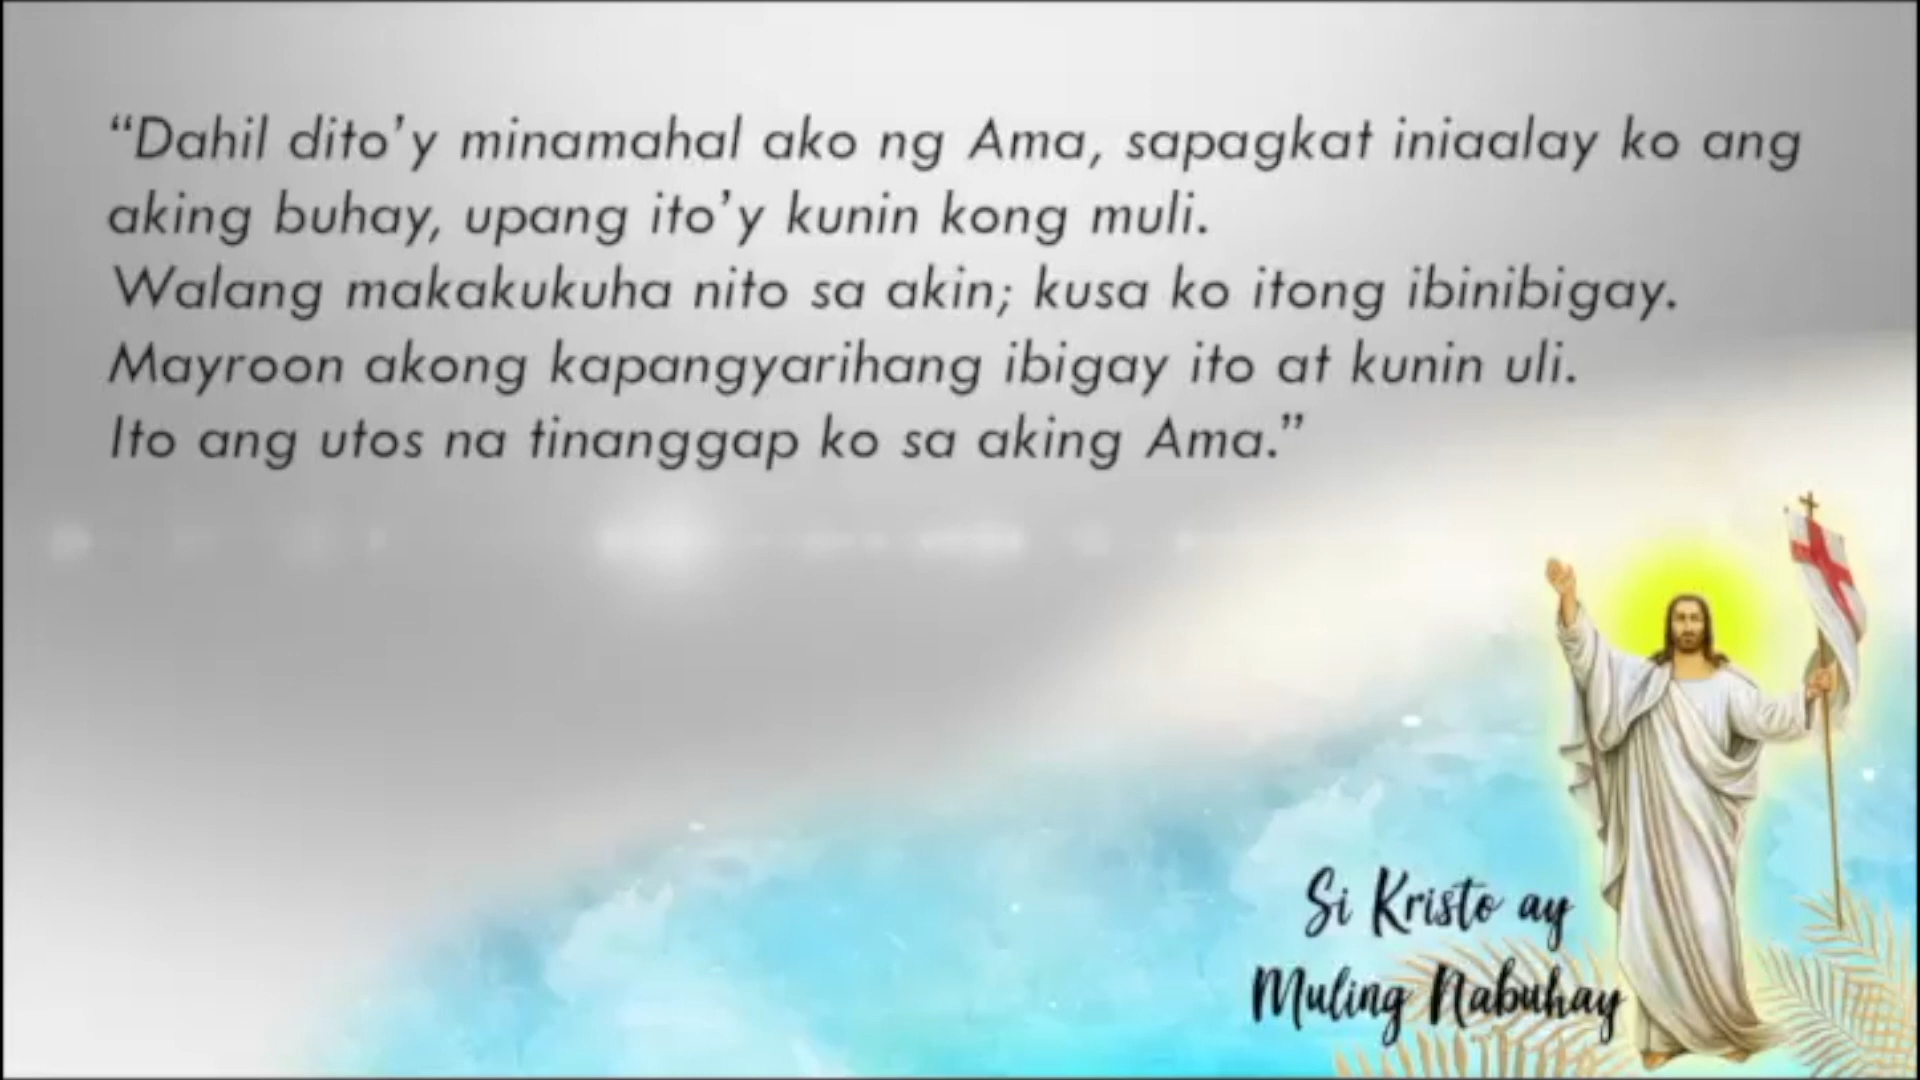 “Dahil dito’y minamahal ako ng Ama, sapagkat iniaalay ko ang
aking buhay, upang ito’y kunin kong muli.
Walang makakukuha nito sa akin; kusa ko itong ibinibigay.
Mayroon akong kapangyarihang ibigay ito at kunin uli.
Ito ang utos na tinanggap ko sa aking Ama.”
Si Kristo ay
Muling Nabuhay